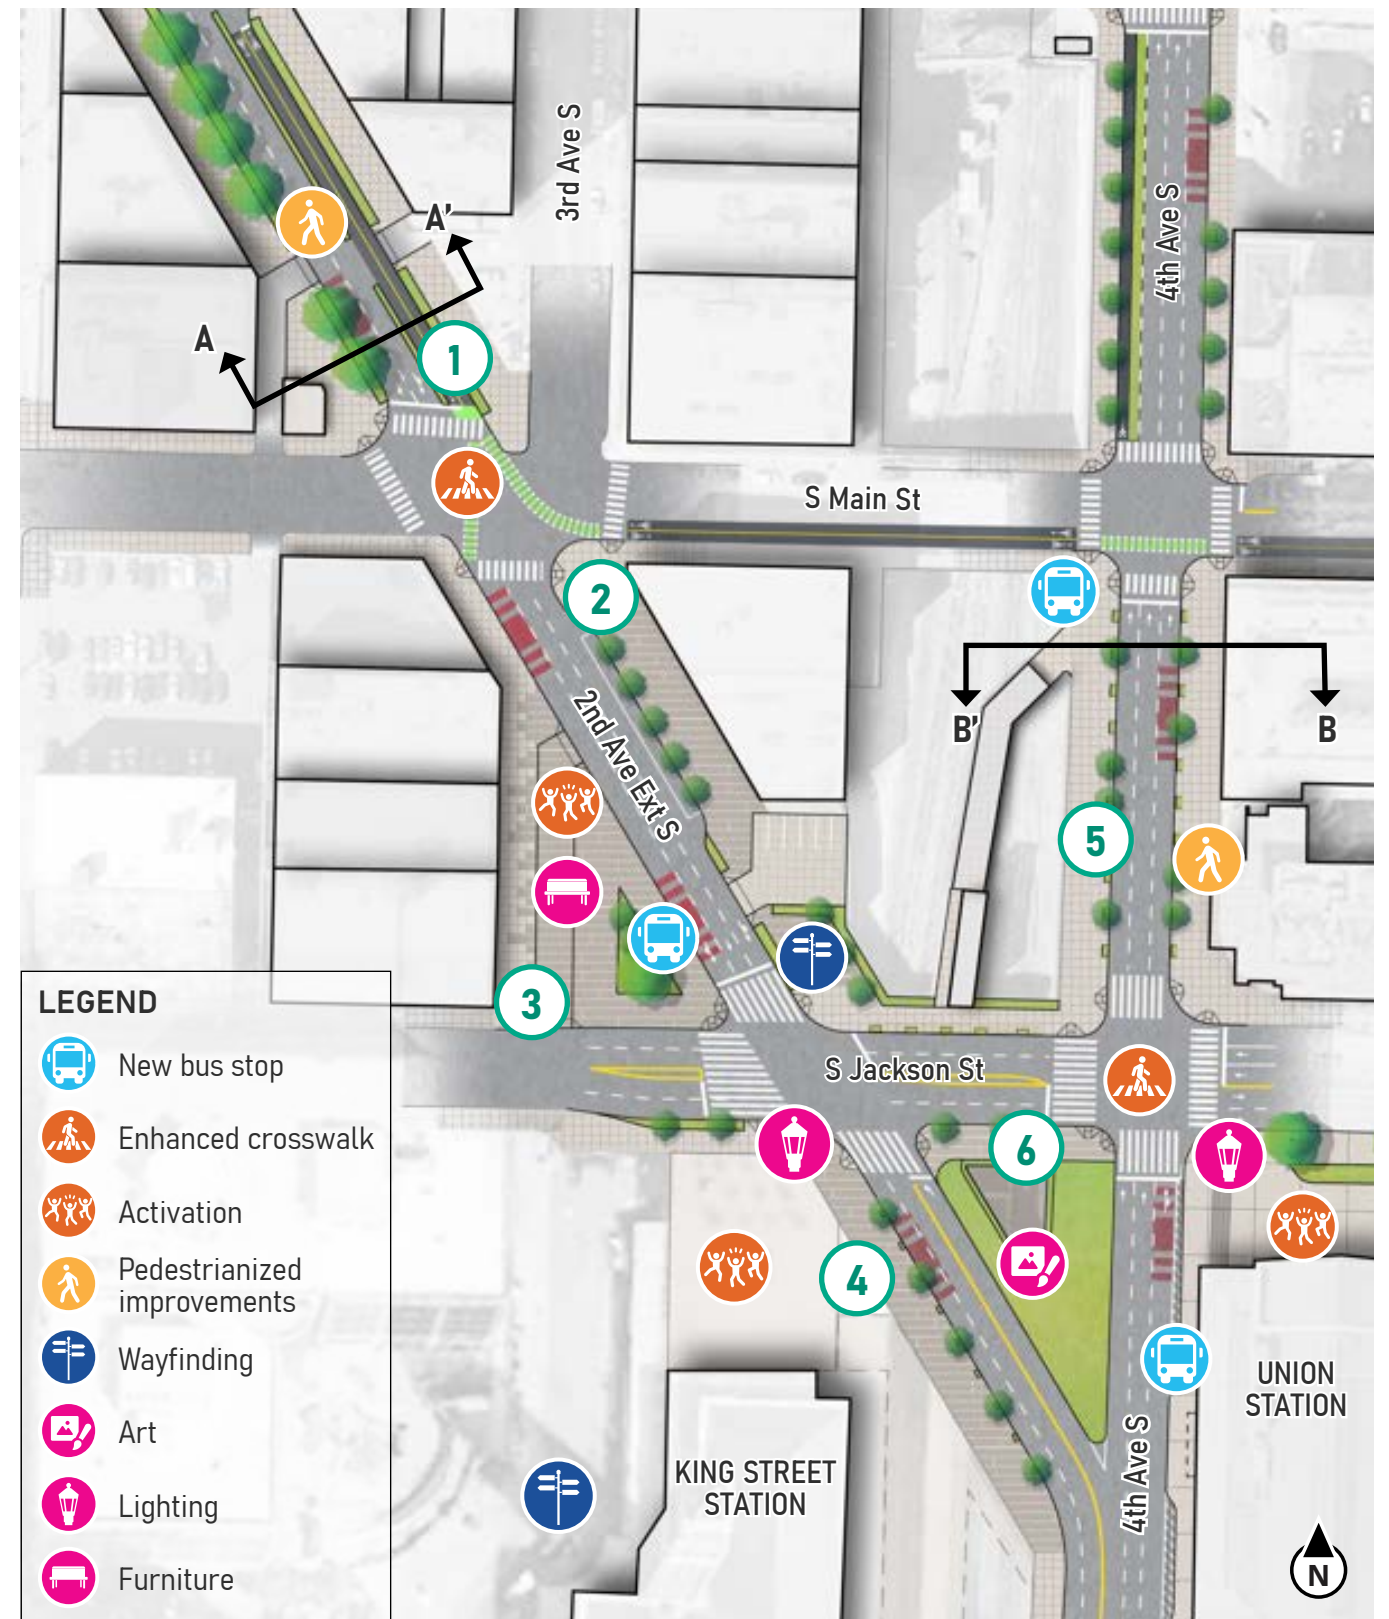 3rd Ave S
4th Ave S
A'
A
1
S Main St
2
B'
B
2nd Ave Ext S
5
3
S Jackson St
6
4
UNION
STATION
KING STREET
STATION
4th Ave S
N
LEGEND
New bus stop
Enhanced crosswalk
Activation
Pedestrianized
improvements
Wayfinding
Art
Lighting
Furniture